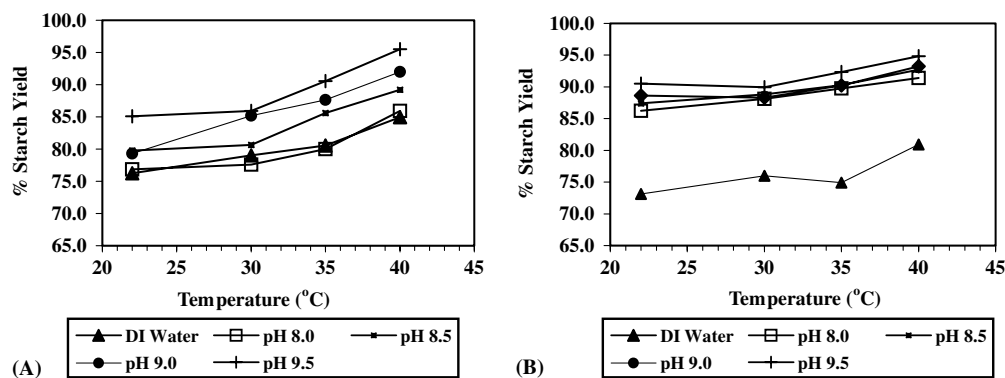 100.0
95.0
90.0
85.0
80.0
75.0
70.0
65.0
% Starch Yield
20 25 30 35 40 45
Temperature (°C)
DI Water pH 8.0 pH 8.5
pH 9.0 pH 9.5
(A)
100.0
95.0
90.0
85.0
80.0
75.0
70.0
65.0
% Starch Yield
20 25 30 35 40 45
Temperature (°C)
DI Water pH 8.0 pH 8.5
pH 9.0 pH 9.5
(B)